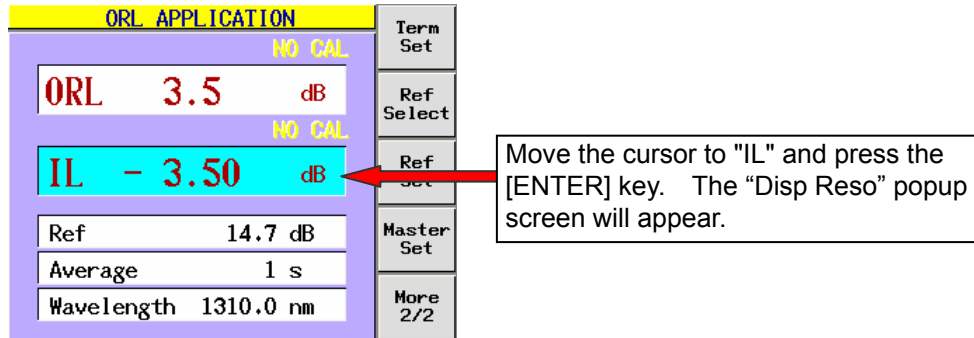 ORL APPLICATION
NO CAL
ORL 3.5 dB
NO CAL
IL - 3.50 dB
Ref 14.7 dB
Average 1 s
Wavelength 1310.0 nm
Term
Set
Ref
Select
Ref
Set
Master
Set
More
2/2
Move the cursor to "IL" and press the
[ENTER] key. The “Disp Reso” popup
screen will appear.